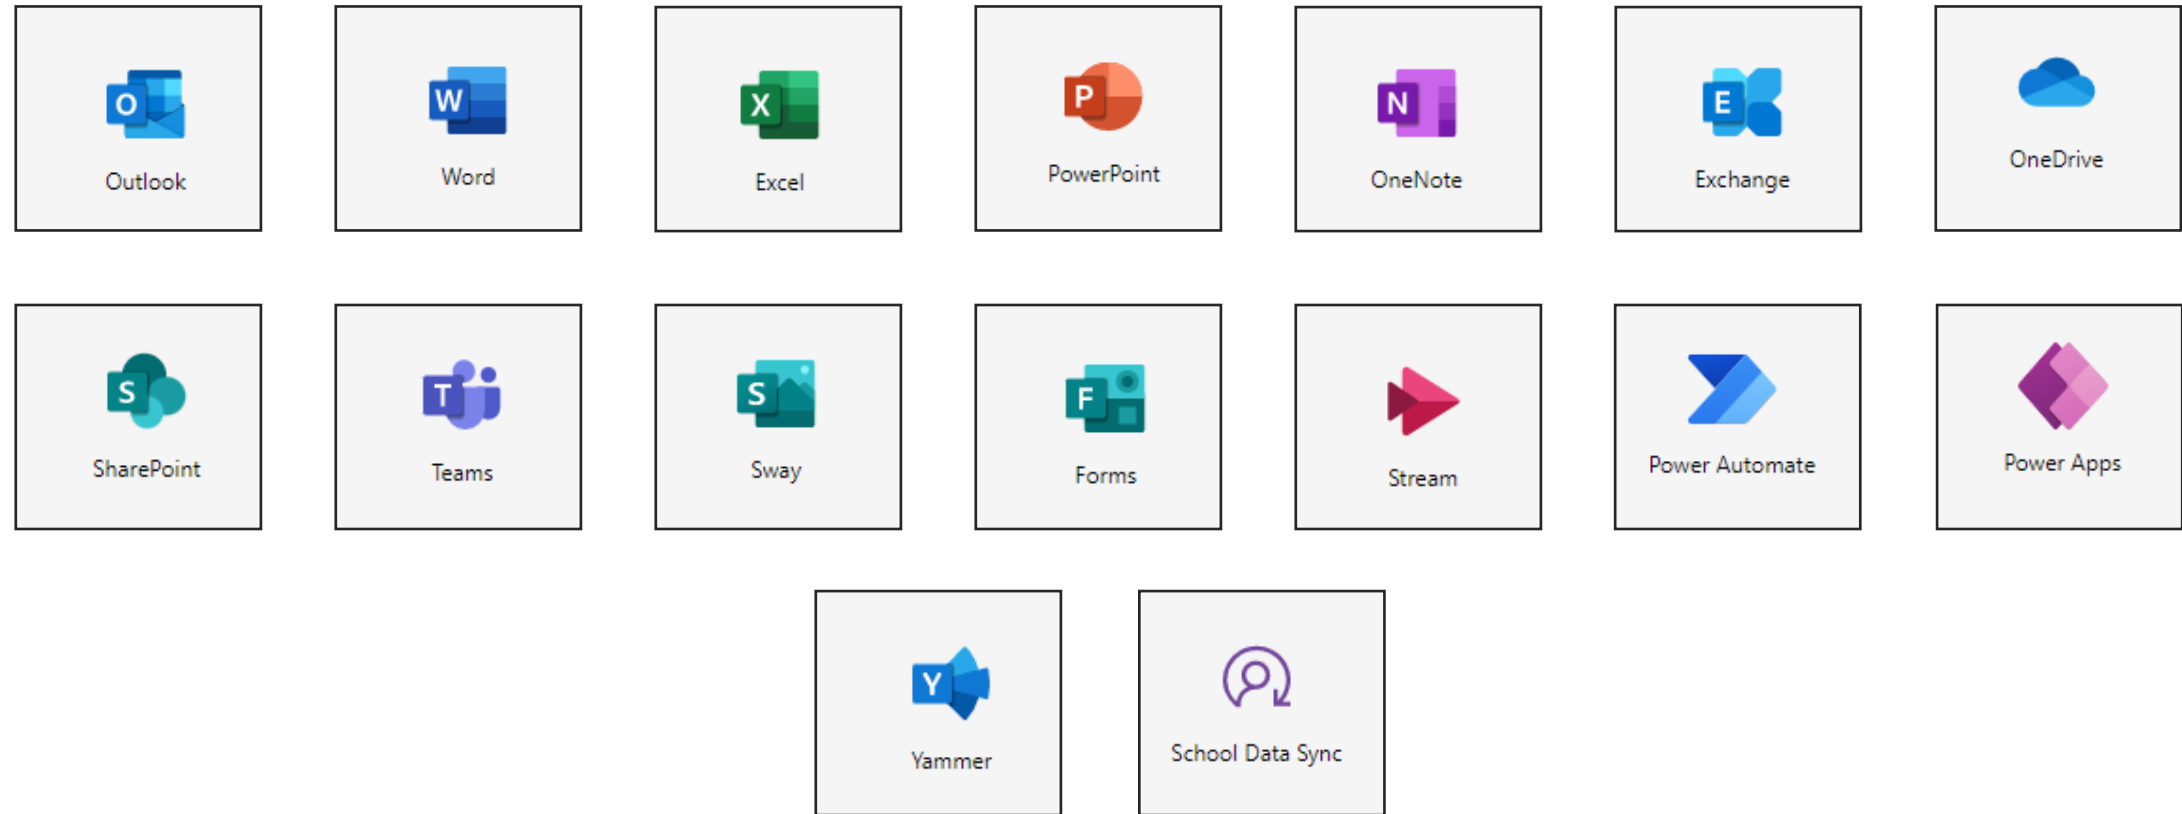 O
Outlook
W
Word
X
Excel
P
PowerPoint
N
OneNote
E
Exchange
OneDrive
S
SharePoint
T
Teams
S
Sway
F
Forms
Stream
Power Automate
Power Apps
Y
Yammer
School Data Sync